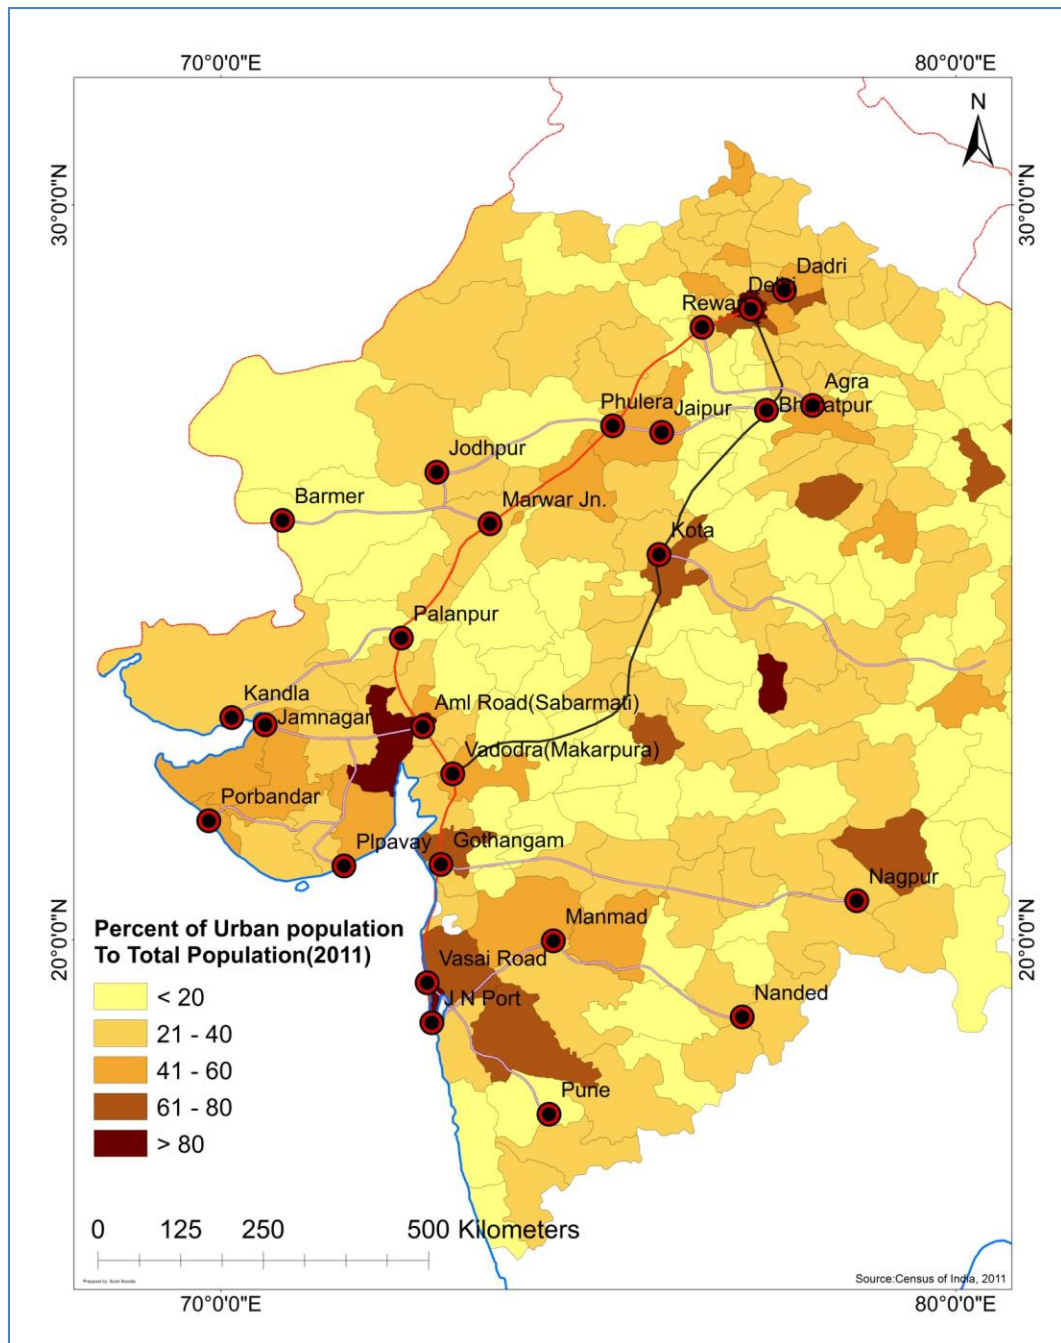 70°0'0"E
80°0'0"E
N
30°0'0"N
30°0'0"N
Dadri
Delhi
Rewari
Agra
Bharatpur
Phulera
Jaipur
Jodhpur
Barmer
Marwar Jn.
Kota
Palanpur
Kandla
Jamnagar
Aml Road(Sabarmati)
Vadodra(Makarpura)
Porbandar
Plpavay
Gothangam
Nagpur
20°0'0"N
20°0'0"N
Manmad
Vasai Road
J N Port
Nanded
Pune
Percent of Urban population
To Total Population(2011)
< 20
21 - 40
41 - 60
61 - 80
> 80
0 125 250 500 Kilometers
Source:Census of India, 2011
70°0'0"E
80°0'0"E